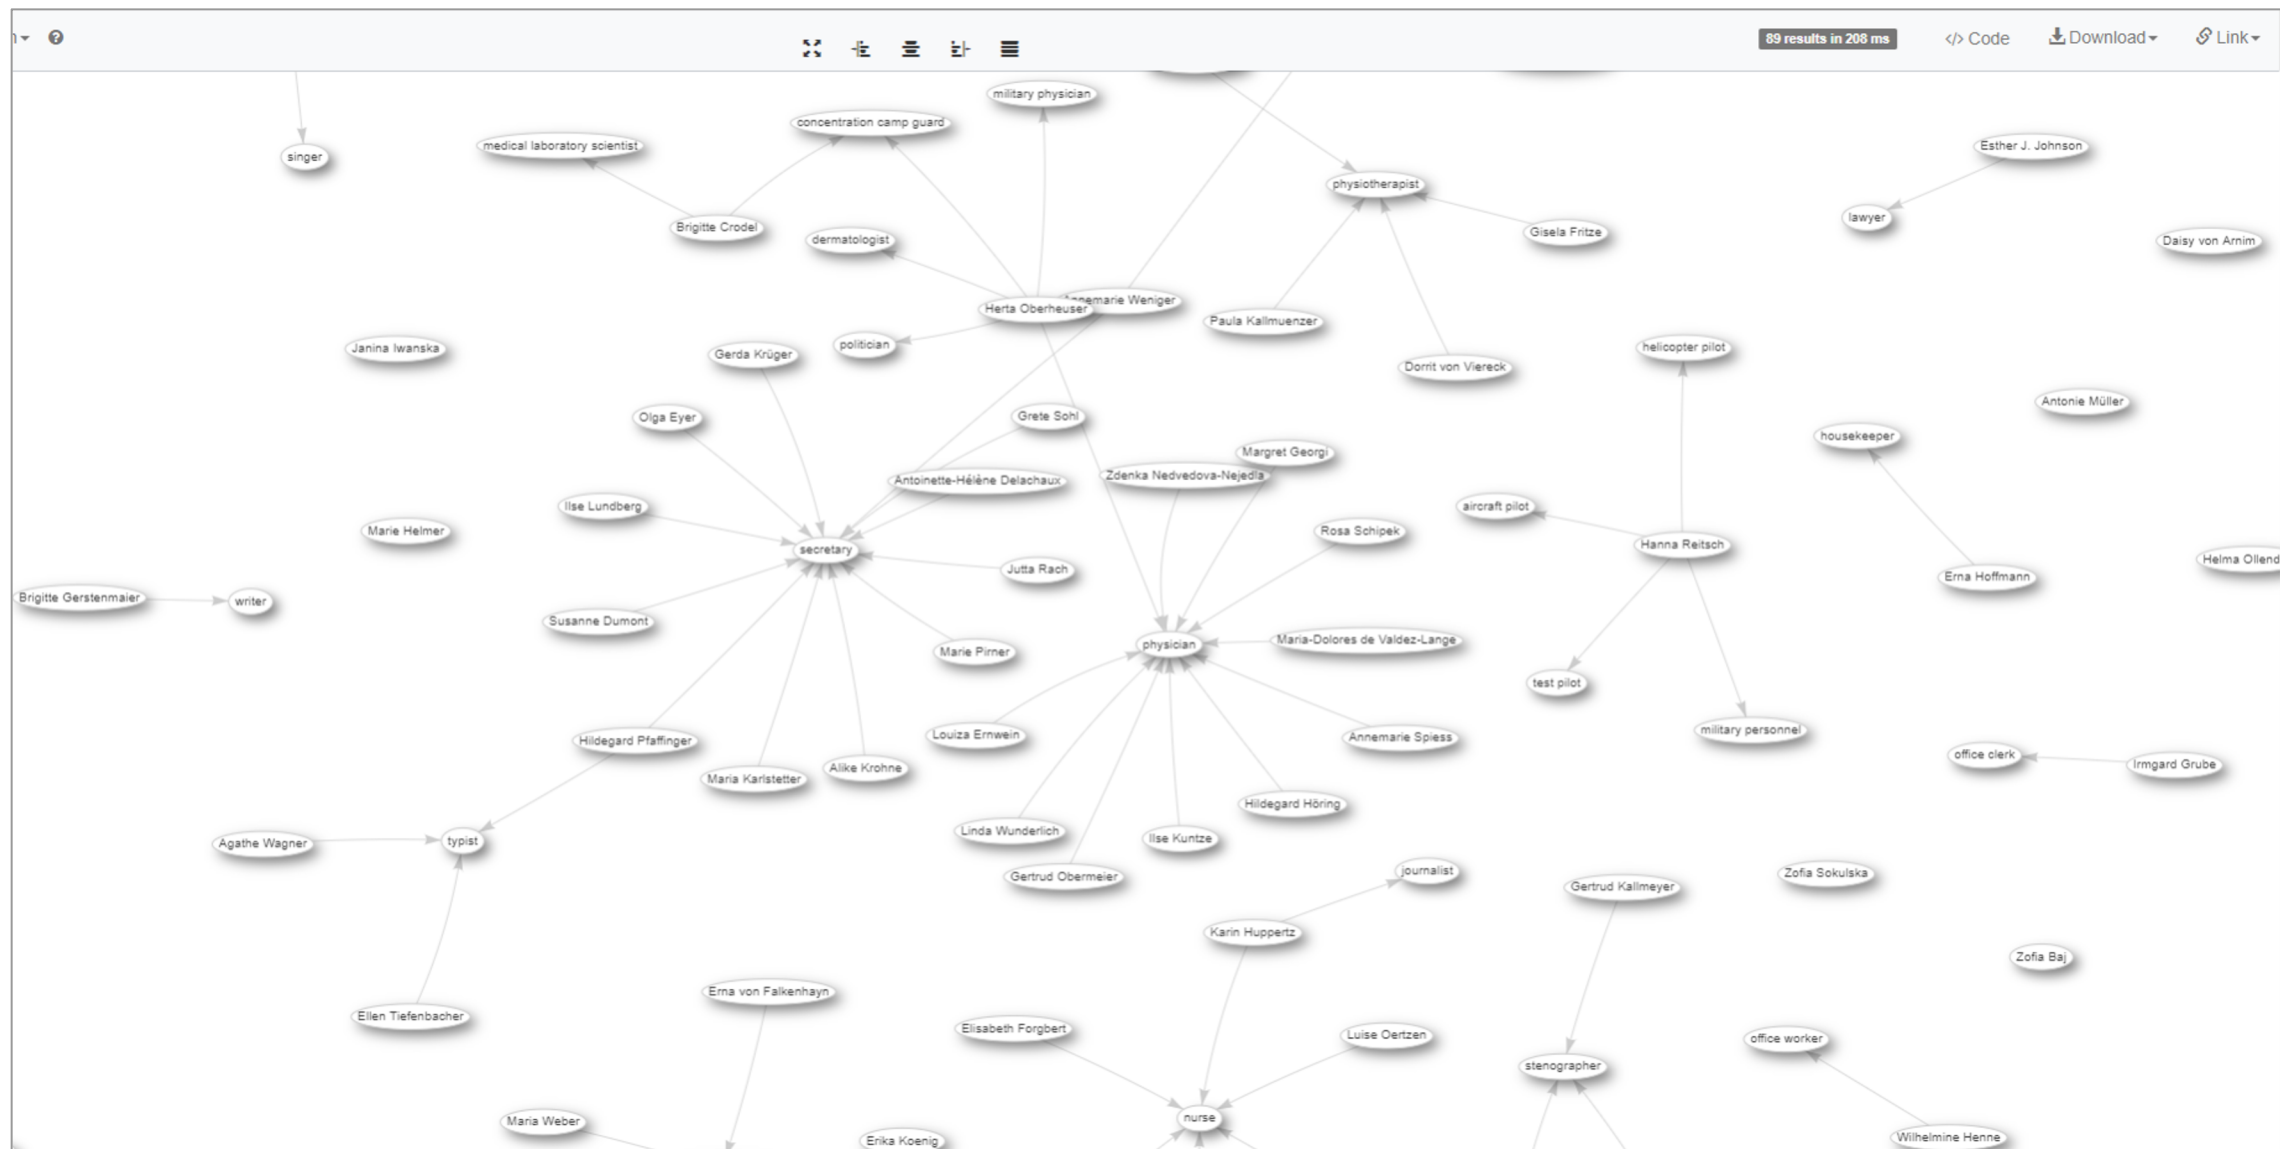 89 results in 208 ms
</> Code
Download
Link
military physician
concentration camp guard
medical laboratory scientist
Esther J. Johnson
singer
physiotherapist
lawyer
Brigitte Crodel
Gisela Fritze
dermatologist
Daisy von Arnim
Annemarie Weniger
Herta Oberheuser
Paula Kallmuenzer
politician
Janina Iwanska
helicopter pilot
Gerda Krüger
Dorrit von Viereck
Antonie Müller
Olga Eyer
Grete Sohl
housekeeper
Margret Georgi
Zdenka Nedvedova-Nejedla
Antoinette-Hélène Delachaux
Ilse Lundberg
aircraft pilot
Marie Helmer
Rosa Schipek
Hanna Reitsch
secretary
Helma Ollend
Jutta Rach
Erna Hoffmann
Brigitte Gerstenmaier
writer
Susanne Dumont
Maria-Dolores de Valdez-Lange
physician
Marie Pirner
test pilot
military personnel
Louiza Ernwein
Annemarie Spiess
Hildegard Pfaffinger
office clerk
Irmgard Grube
Alike Krohne
Maria Karlstetter
Hildegard Höring
Linda Wunderlich
Ilse Kuntze
typist
Agathe Wagner
journalist
Zofia Sokulska
Gertrud Obermeier
Gertrud Kallmeyer
Karin Huppertz
Zofia Baj
Erna von Falkenhayn
Ellen Tiefenbacher
Elisabeth Forgbert
Luise Oertzen
office worker
stenographer
nurse
Maria Weber
Wilhelmine Henne
Erika Koenig